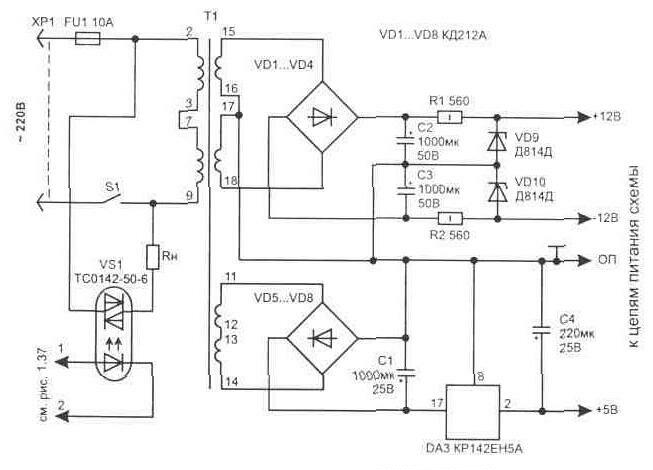 XP1
FU1 10A
T1
VD1...VD8 КД212А
2
15
VD1...VD4
16
3
17
7
~ 220В
R1 560
+12В
C2
1000мк
50В
VD9
Д814Д
C3
1000мк
50В
VD10
Д814Д
18
S1
9
-12В
R2 560
Rн
ОП
VS1
ТС0142-50-6
11
VD5...VD8
12
13
C4
220мк
25В
C1
1000мк
25В
8
14
1
17
2
+5В
2
см. рис. 1.37
DA3 КР142ЕН5А
к цепям питания схемы